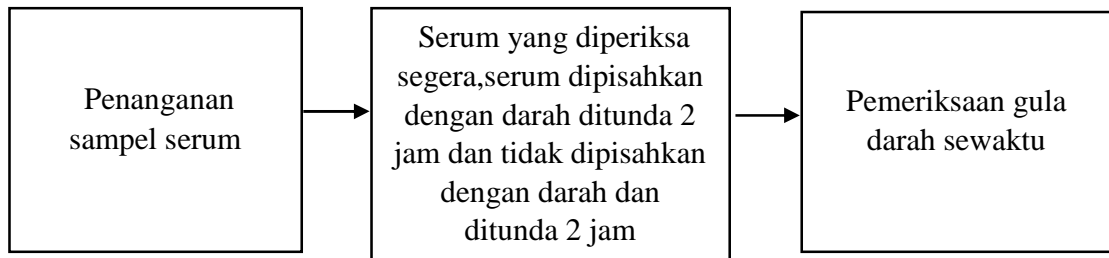 Penanganan
sampel serum
Serum yang diperiksa
segera,serum dipisahkan
dengan darah ditunda 2
jam dan tidak dipisahkan
dengan darah dan
ditunda 2 jam
Pemeriksaan gula
darah sewaktu